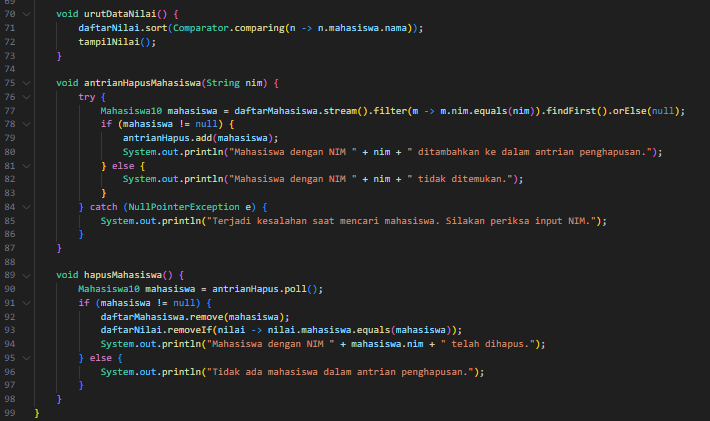 69
70 void urutDataNilai() {
71 daftarNilai.sort(Comparator.comparing(n -> n.mahasiswa.nama));
72 tampilNilai();
73 }
74
75 void antrianHapusMahasiswa(String nim) {
76 try {
77 Mahasiswa10 mahasiswa = daftarMahasiswa.stream().filter(m -> m.nim.equals(nim)).findFirst().orElse(null);
78 if (mahasiswa != null) {
79 antrianHapus.add(mahasiswa);
80 System.out.println("Mahasiswa dengan NIM " + nim + " ditambahkan ke dalam antrian penghapusan.");
81 } else {
82 System.out.println("Mahasiswa dengan NIM " + nim + " tidak ditemukan.");
83 }
84 } catch (NullPointerException e) {
85 System.out.println("Terjadi kesalahan saat mencari mahasiswa. Silakan periksa input NIM.");
86 }
87 }
88
89 void hapusMahasiswa() {
90 Mahasiswa10 mahasiswa = antrianHapus.poll();
91 if (mahasiswa != null) {
92 daftarMahasiswa.remove(mahasiswa);
93 daftarNilai.removeIf(nilai -> nilai.mahasiswa.equals(mahasiswa));
94 System.out.println("Mahasiswa dengan NIM " + mahasiswa.nim + " telah dihapus.");
95 } else {
96 System.out.println("Tidak ada mahasiswa dalam antrian penghapusan.");
97 }
98 }
99 }